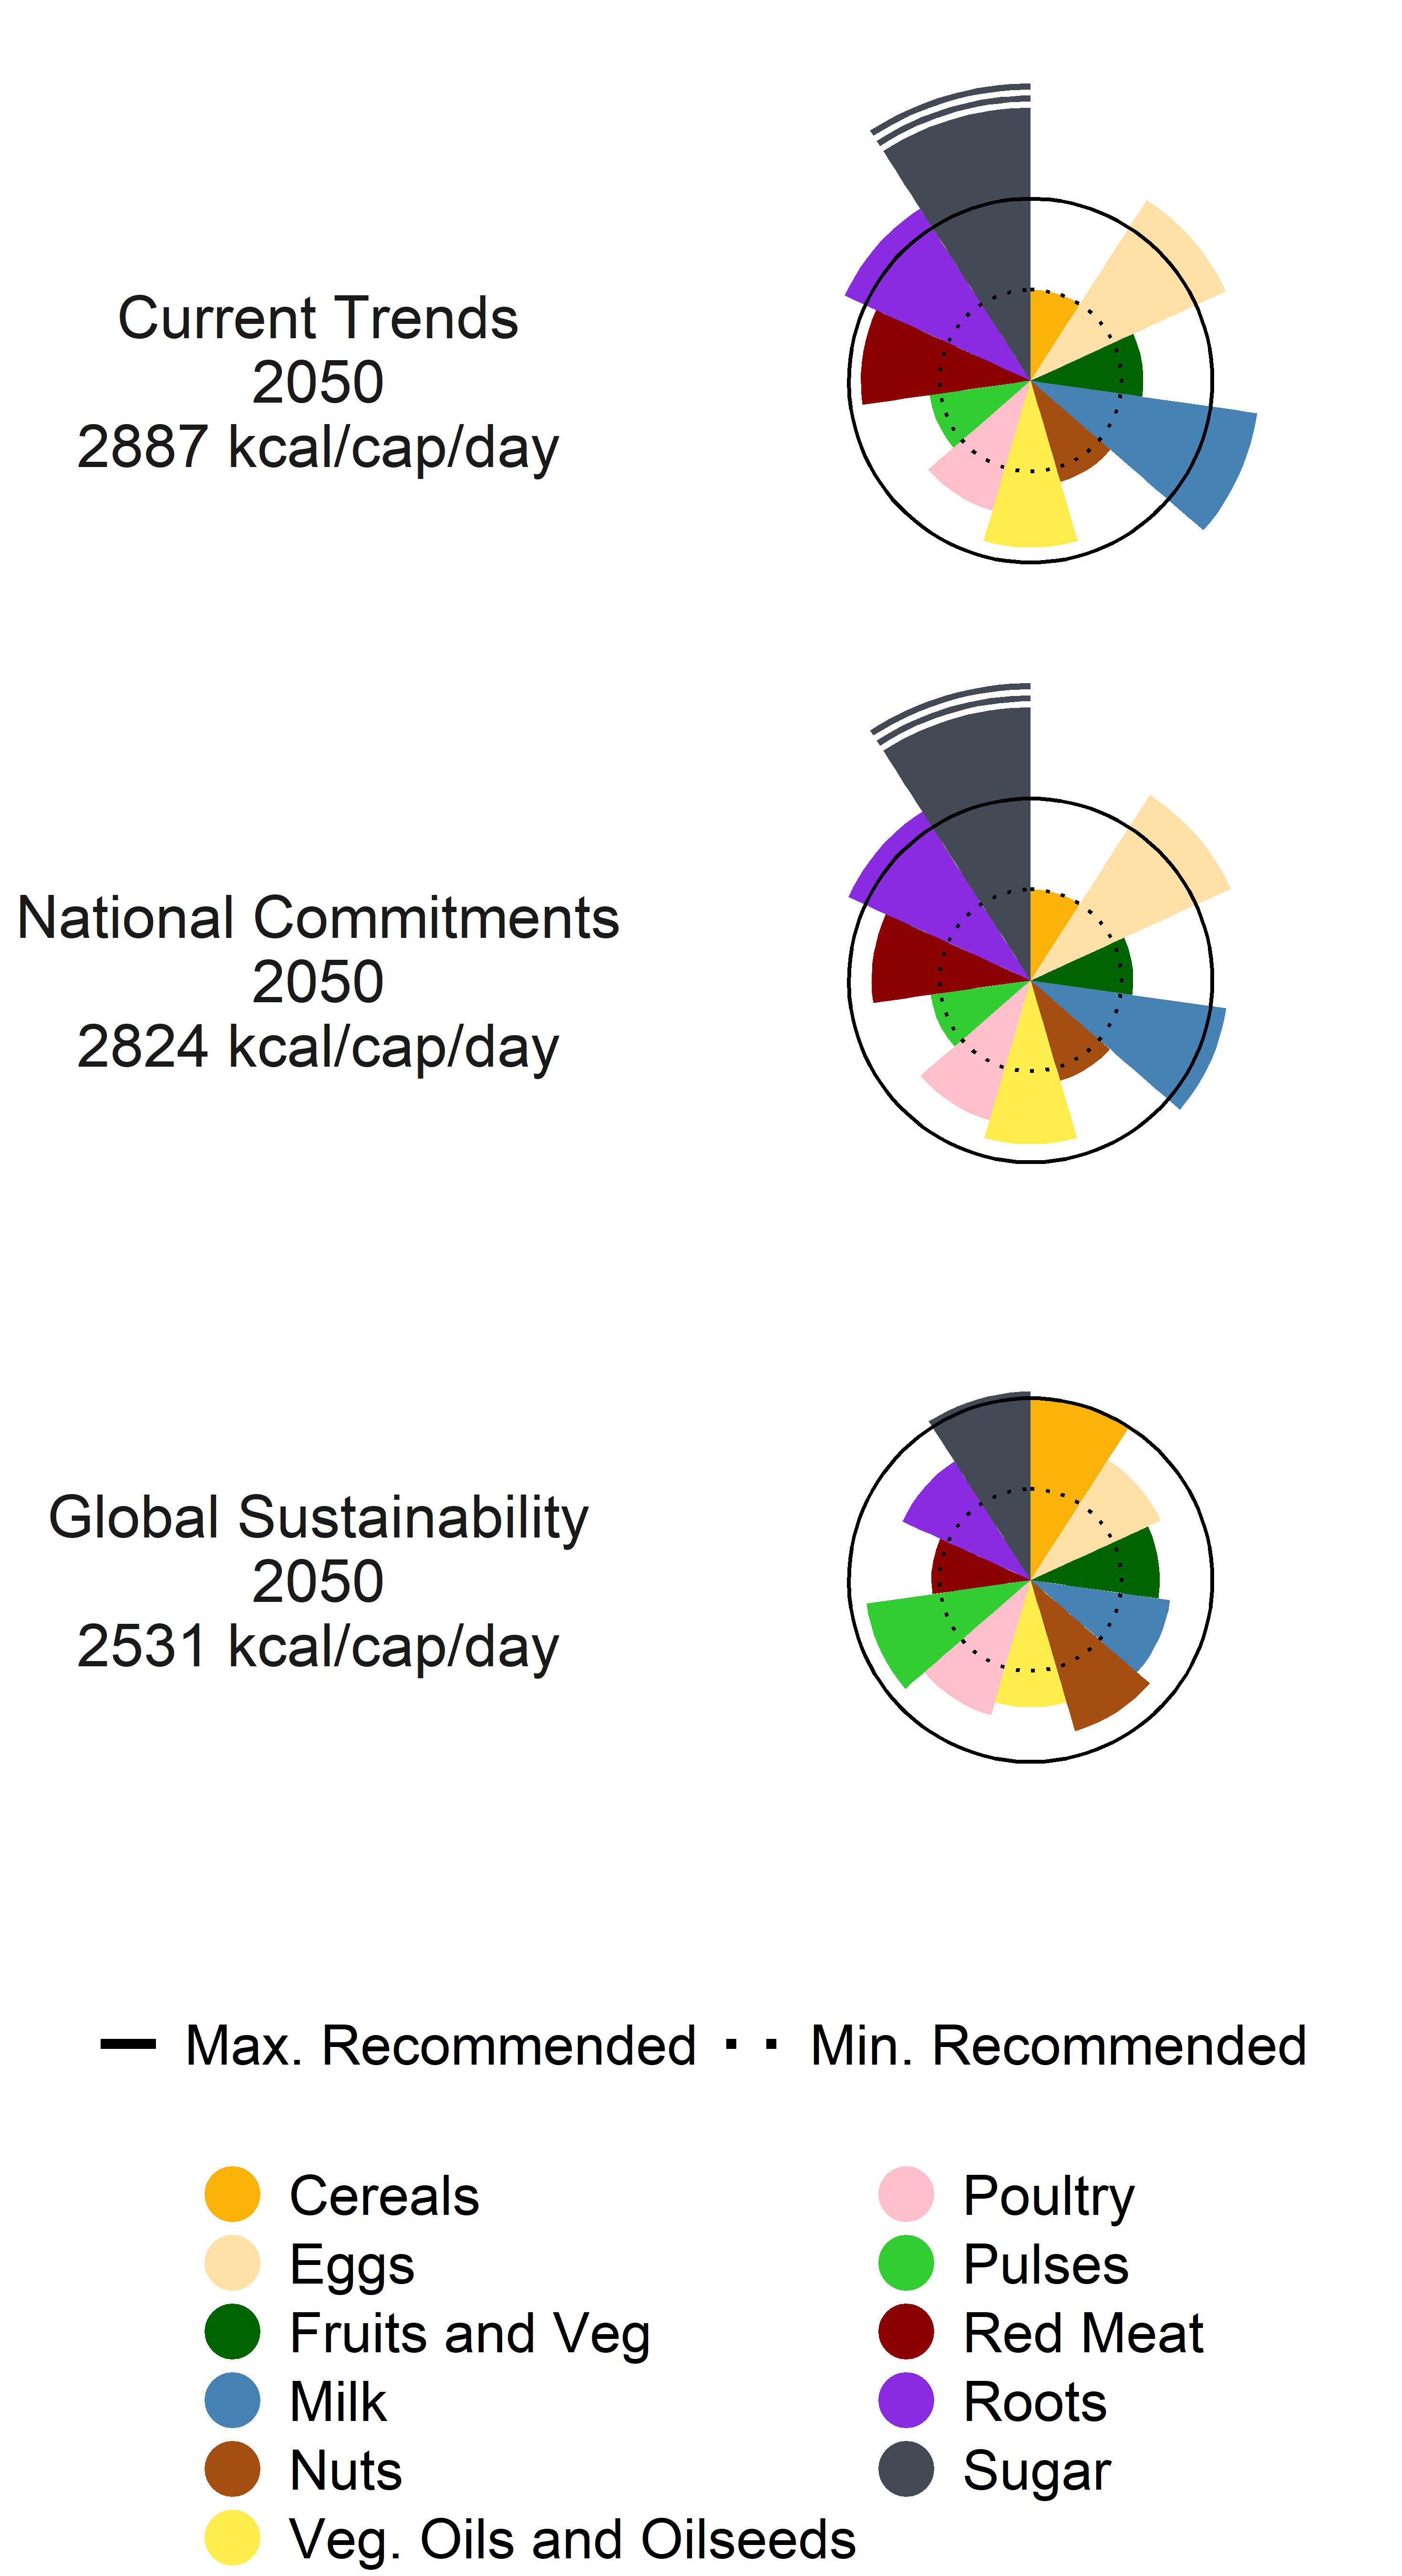 Current Trends
2050
2887 kcal/cap/day
National Commitments
2050
2824 kcal/cap/day
Global Sustainability
2050
2531 kcal/cap/day
Max. Recommended
Min. Recommended
Cereals
Eggs
Fruits and Veg
Milk
Nuts
Veg. Oils and Oilseeds
Poultry
Pulses
Red Meat
Roots
Sugar